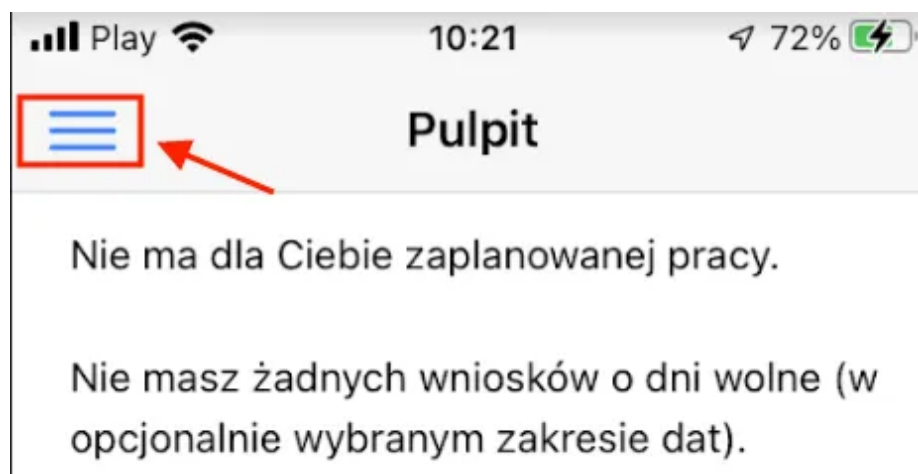 Play 10:21 72%
Pulpit
Nie ma dla Ciebie zaplanowanej pracy.
Nie masz żadnych wniosków o dni wolne (w
opcjonalnie wybranym zakresie dat).